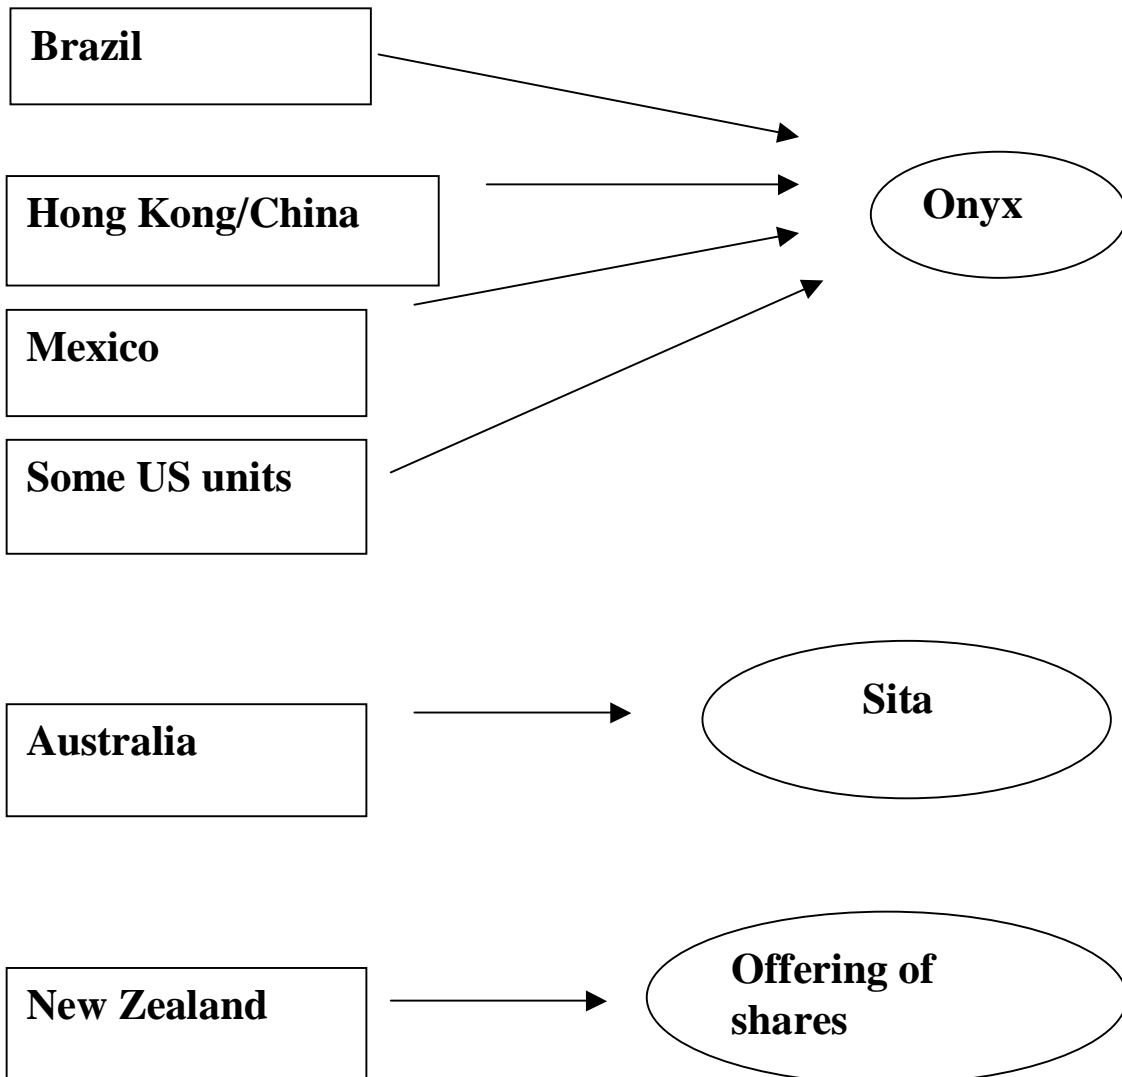 Brazil
Hong Kong/China
Onyx
Mexico
Some US units
Australia
Sita
New Zealand
Offering of
shares